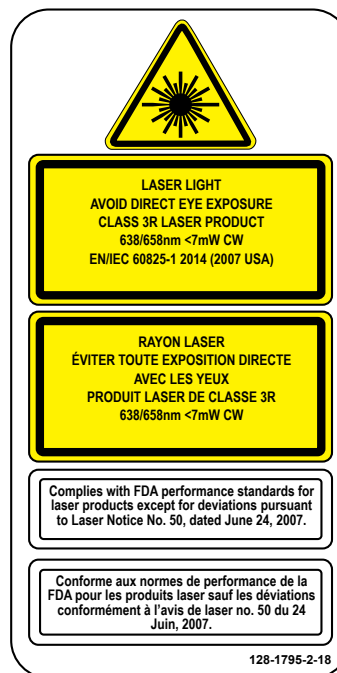 LASER LIGHT
AVOID DIRECT EYE EXPOSURE
CLASS 3R LASER PRODUCT
638/658nm <7mW CW
EN/IEC 60825-1 2014 (2007 USA)
RAYON LASER
ÉVITER TOUTE EXPOSITION DIRECTE
AVEC LES YEUX
PRODUIT LASER DE CLASSE 3R
638/658nm <7mW CW
Complies with FDA performance standards for
laser products except for deviations pursuant
to Laser Notice No. 50, dated June 24, 2007.
Conforme aux normes de performance de la
FDA pour les produits laser sauf les déviations
conformément à l'avis de laser no. 50 du 24
Juin, 2007.
128-1795-2-18